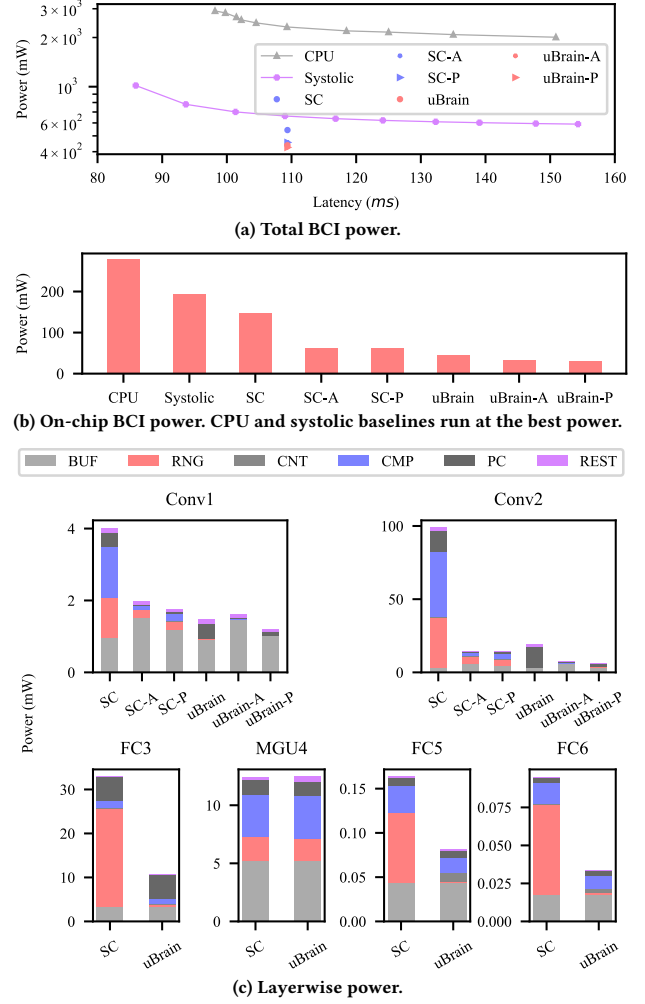 3 × 10³
2 × 10³
10³
6 × 10²
4 × 10²
Power (mW)
CPU
Systolic
SC
SC-A
SC-P
uBrain
uBrain-A
uBrain-P
80 90 100 110 120 130 140 150 160
Latency (ms)
(a) Total BCI power.
Power (mW)
200
100
0
CPU Systolic SC SC-A SC-P uBrain uBrain-A uBrain-P
(b) On-chip BCI power. CPU and systolic baselines run at the best power.
BUF RNG CNT CMP PC REST
Power (mW)
Conv1
4
2
0
SC SC-A SC-P uBrain uBrain-A uBrain-P
Conv2
100
50
0
SC SC-A SC-P uBrain uBrain-A uBrain-P
FC3
30
20
10
0
SC uBrain
MGU4
10
5
0
SC uBrain
FC5
0.15
0.10
0.05
0.00
SC uBrain
FC6
0.075
0.050
0.025
0.000
SC uBrain
(c) Layerwise power.